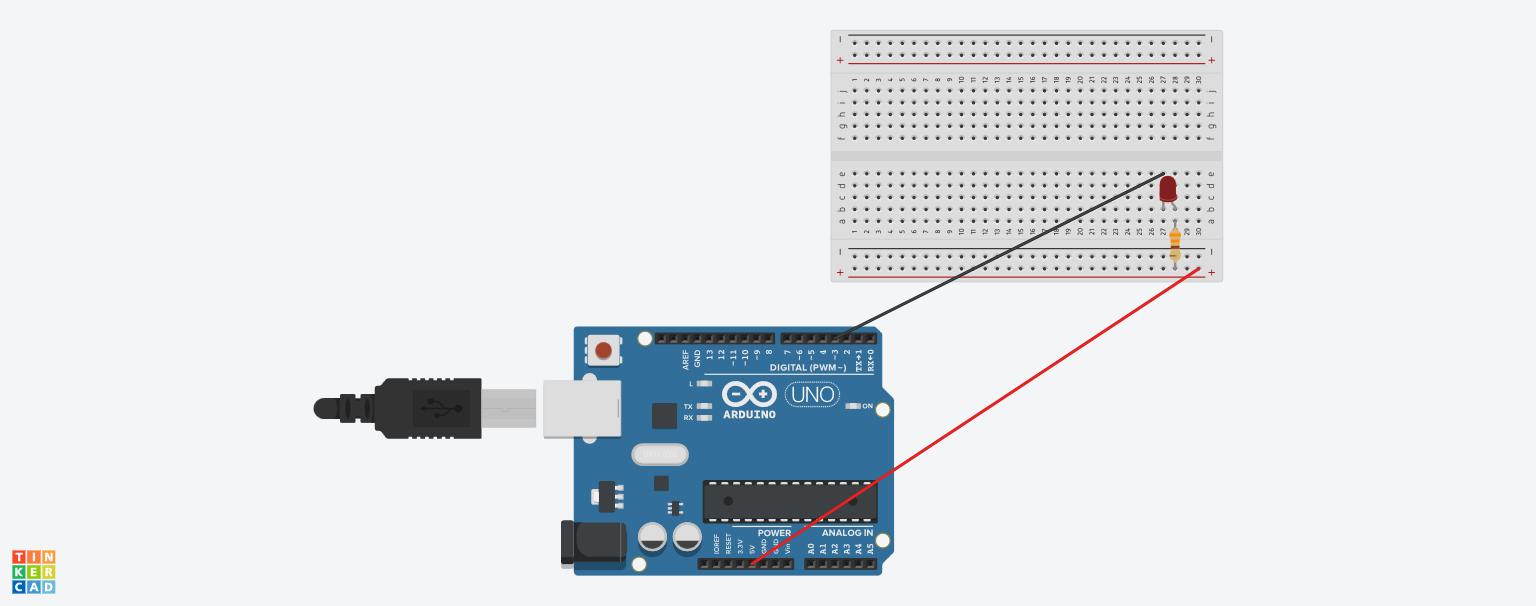 − −
+ +
1 2 3 4 5 6 7 8 9 10 11 12 13 14 15 16 17 18 19 20 21 22 23 24 25 26 27 28 29 30
j j
i i
h h
g g
f f
e e
d d
c c
b b
a a
1 2 3 4 5 6 7 8 9 10 11 12 13 14 15 16 17 18 19 20 21 22 23 24 25 26 27 29 30
− −
+ +
AREF GND 13 12 ~11 ~10 ~9 8 7 ~6 ~5 4 ~3 2 TX→1 RX←0
DIGITAL (PWM~)
L
TX
RX
UNO
ARDUINO
ON
POWER ANALOG IN
IOREF RESET 3.3V 5V GND GND Vin A0 A1 A2 A3 A4 A5
TIN
KER
CAD